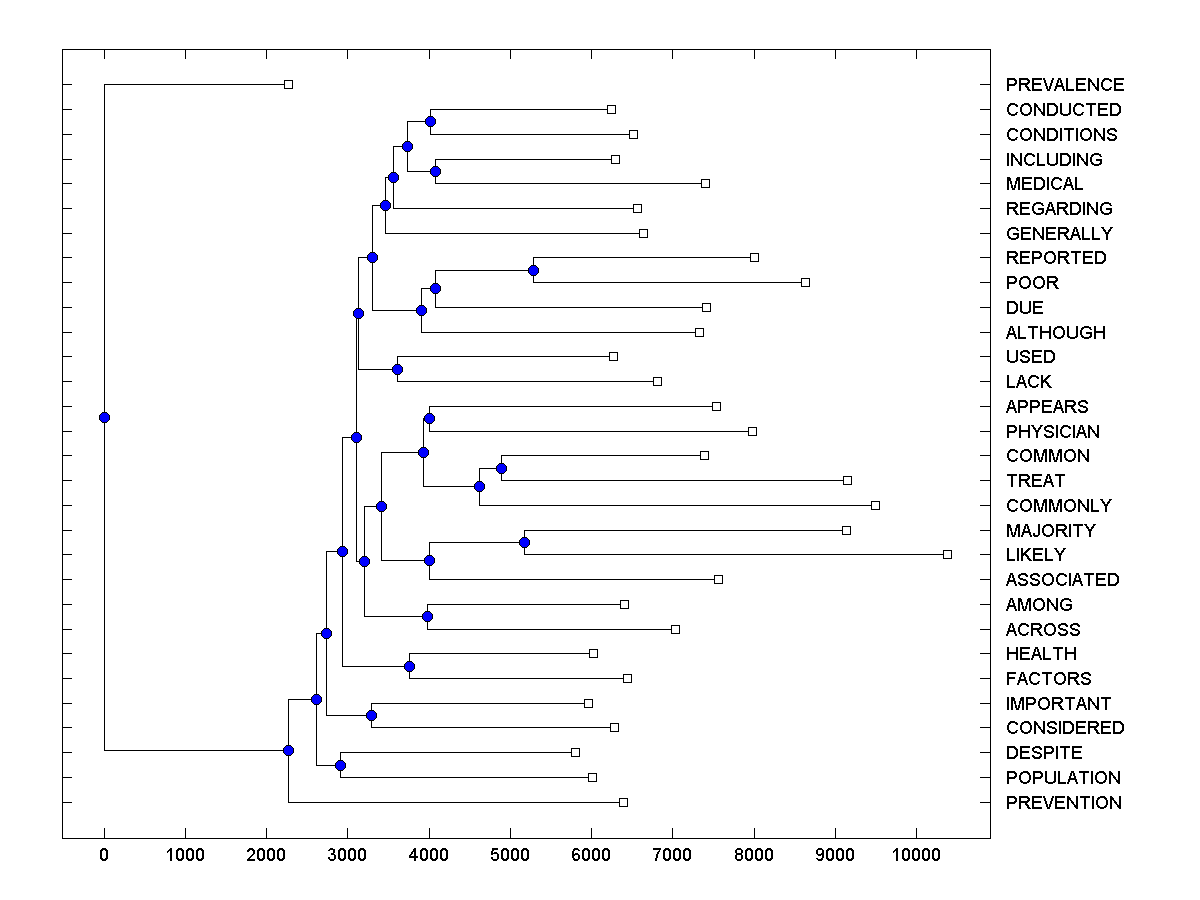 PREVALENCE
CONDUCTED
CONDITIONS
INCLUDING
MEDICAL
REGARDING
GENERALLY
REPORTED
POOR
DUE
ALTHOUGH
USED
LACK
APPEARS
PHYSICIAN
COMMON
TREAT
COMMONLY
MAJORITY
LIKELY
ASSOCIATED
AMONG
ACROSS
HEALTH
FACTORS
IMPORTANT
CONSIDERED
DESPITE
POPULATION
PREVENTION
0 1000 2000 3000 4000 5000 6000 7000 8000 9000 10000